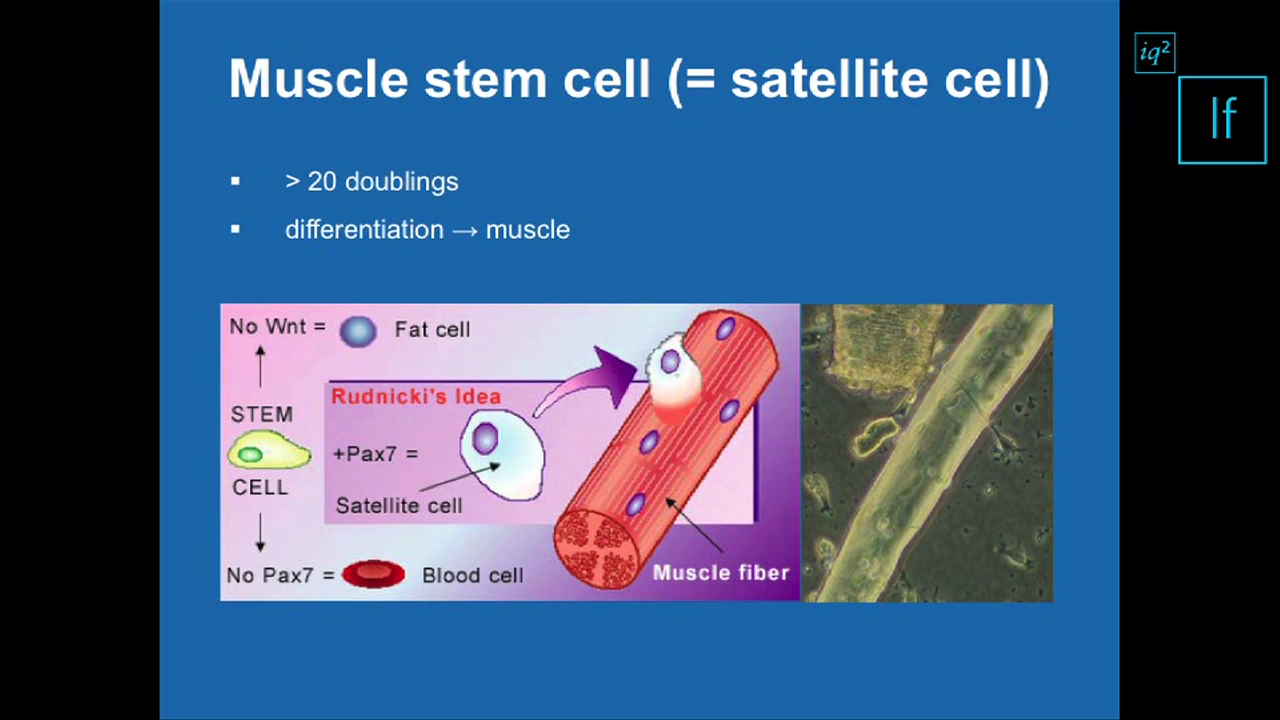 Muscle stem cell (= satellite cell)
▪ > 20 doublings
▪ differentiation → muscle
No Wnt =
Fat cell
Rudnicki's Idea
STEM
+Pax7 =
CELL
Satellite cell
No Pax7 =
Blood cell
Muscle fiber
iq²
If